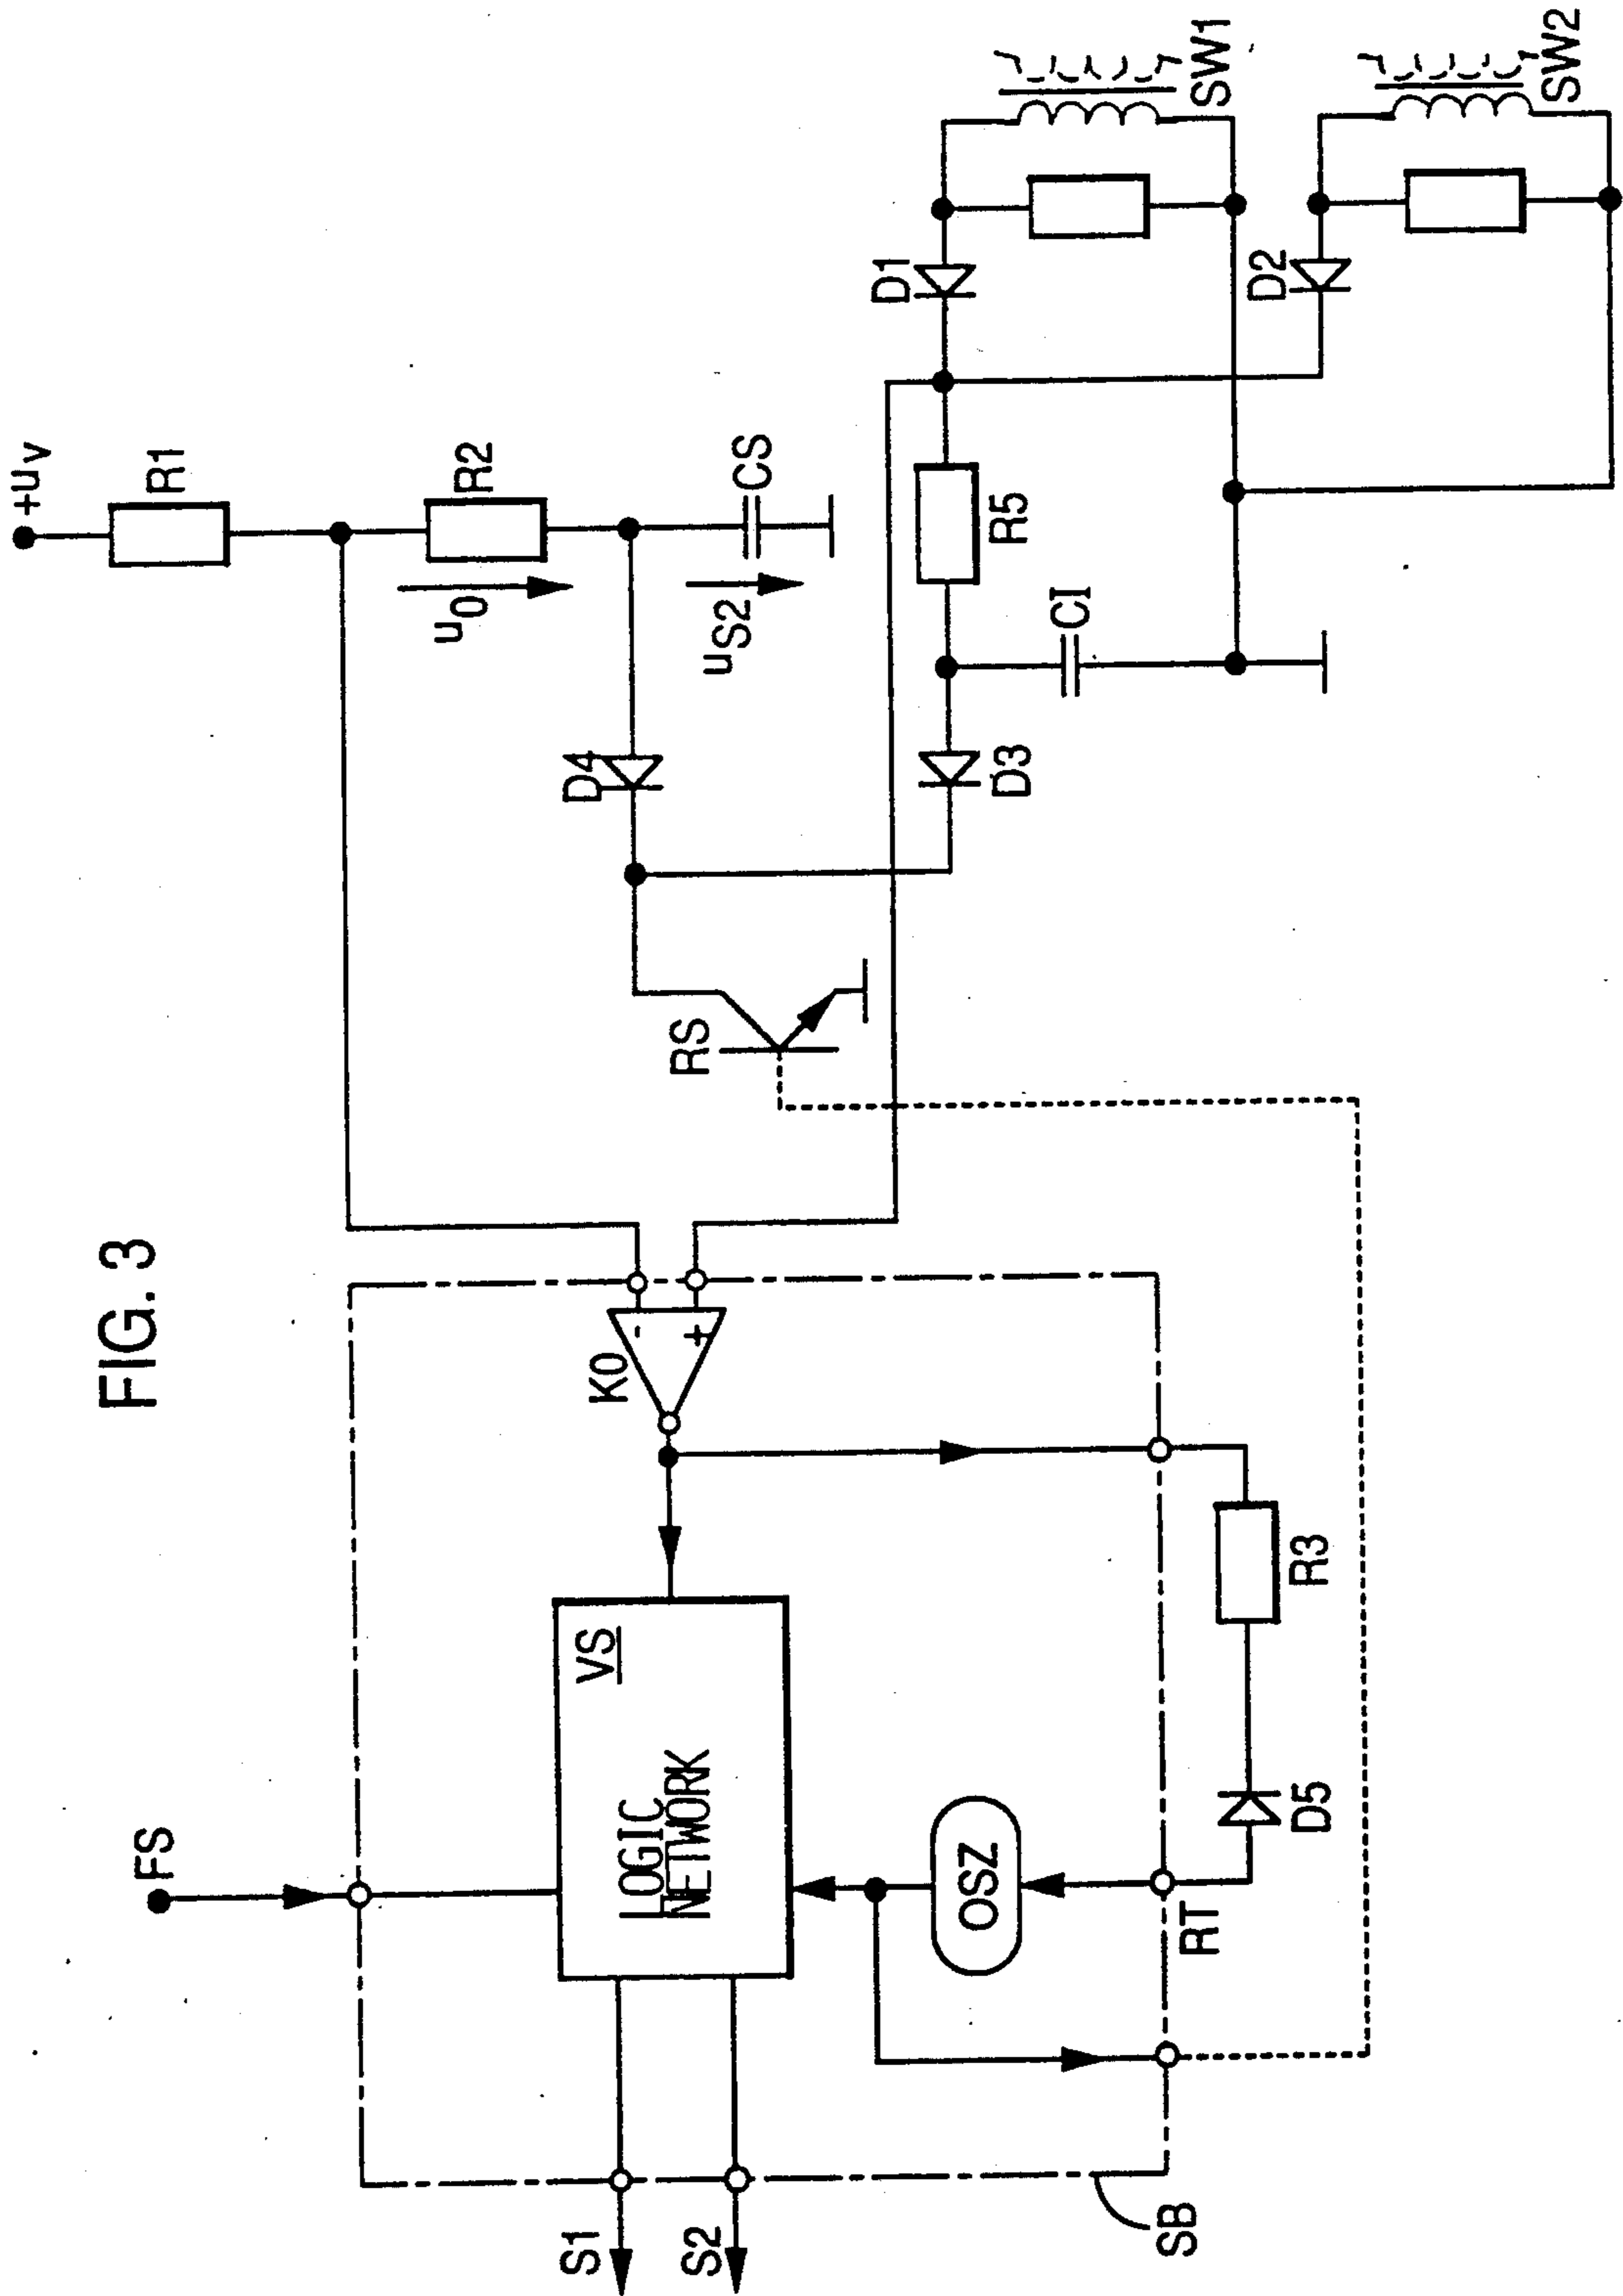 FIG. 3
FS
+uV
R1
R2
u0
D4
uS2
CS
RS
KO
-
+
VS
LOGIC
NETWORK
S1
S2
OSZ
RT
D5
R3
SB
D3
CI
R5
D1
SW1
D2
SW2